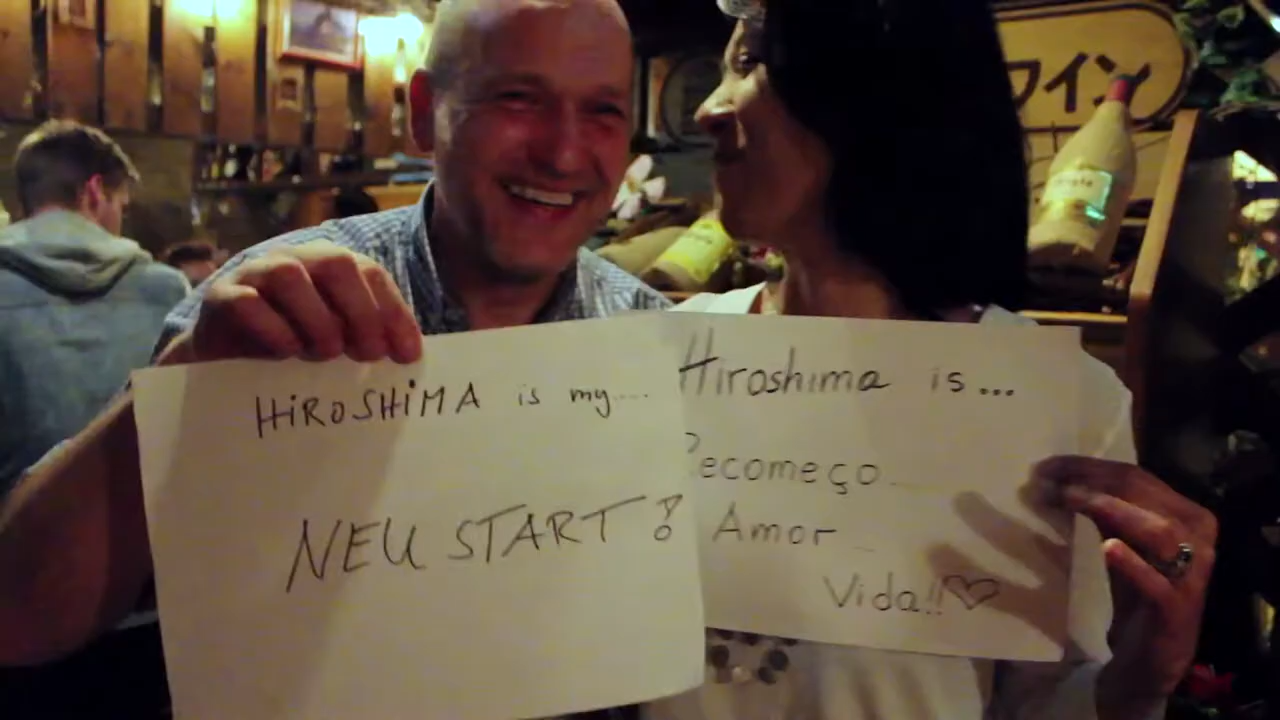 HiROSHiMA is my....
NEU START!
Hiroshima is...
Recomeço
Amor
Vida!!♡
ワイン